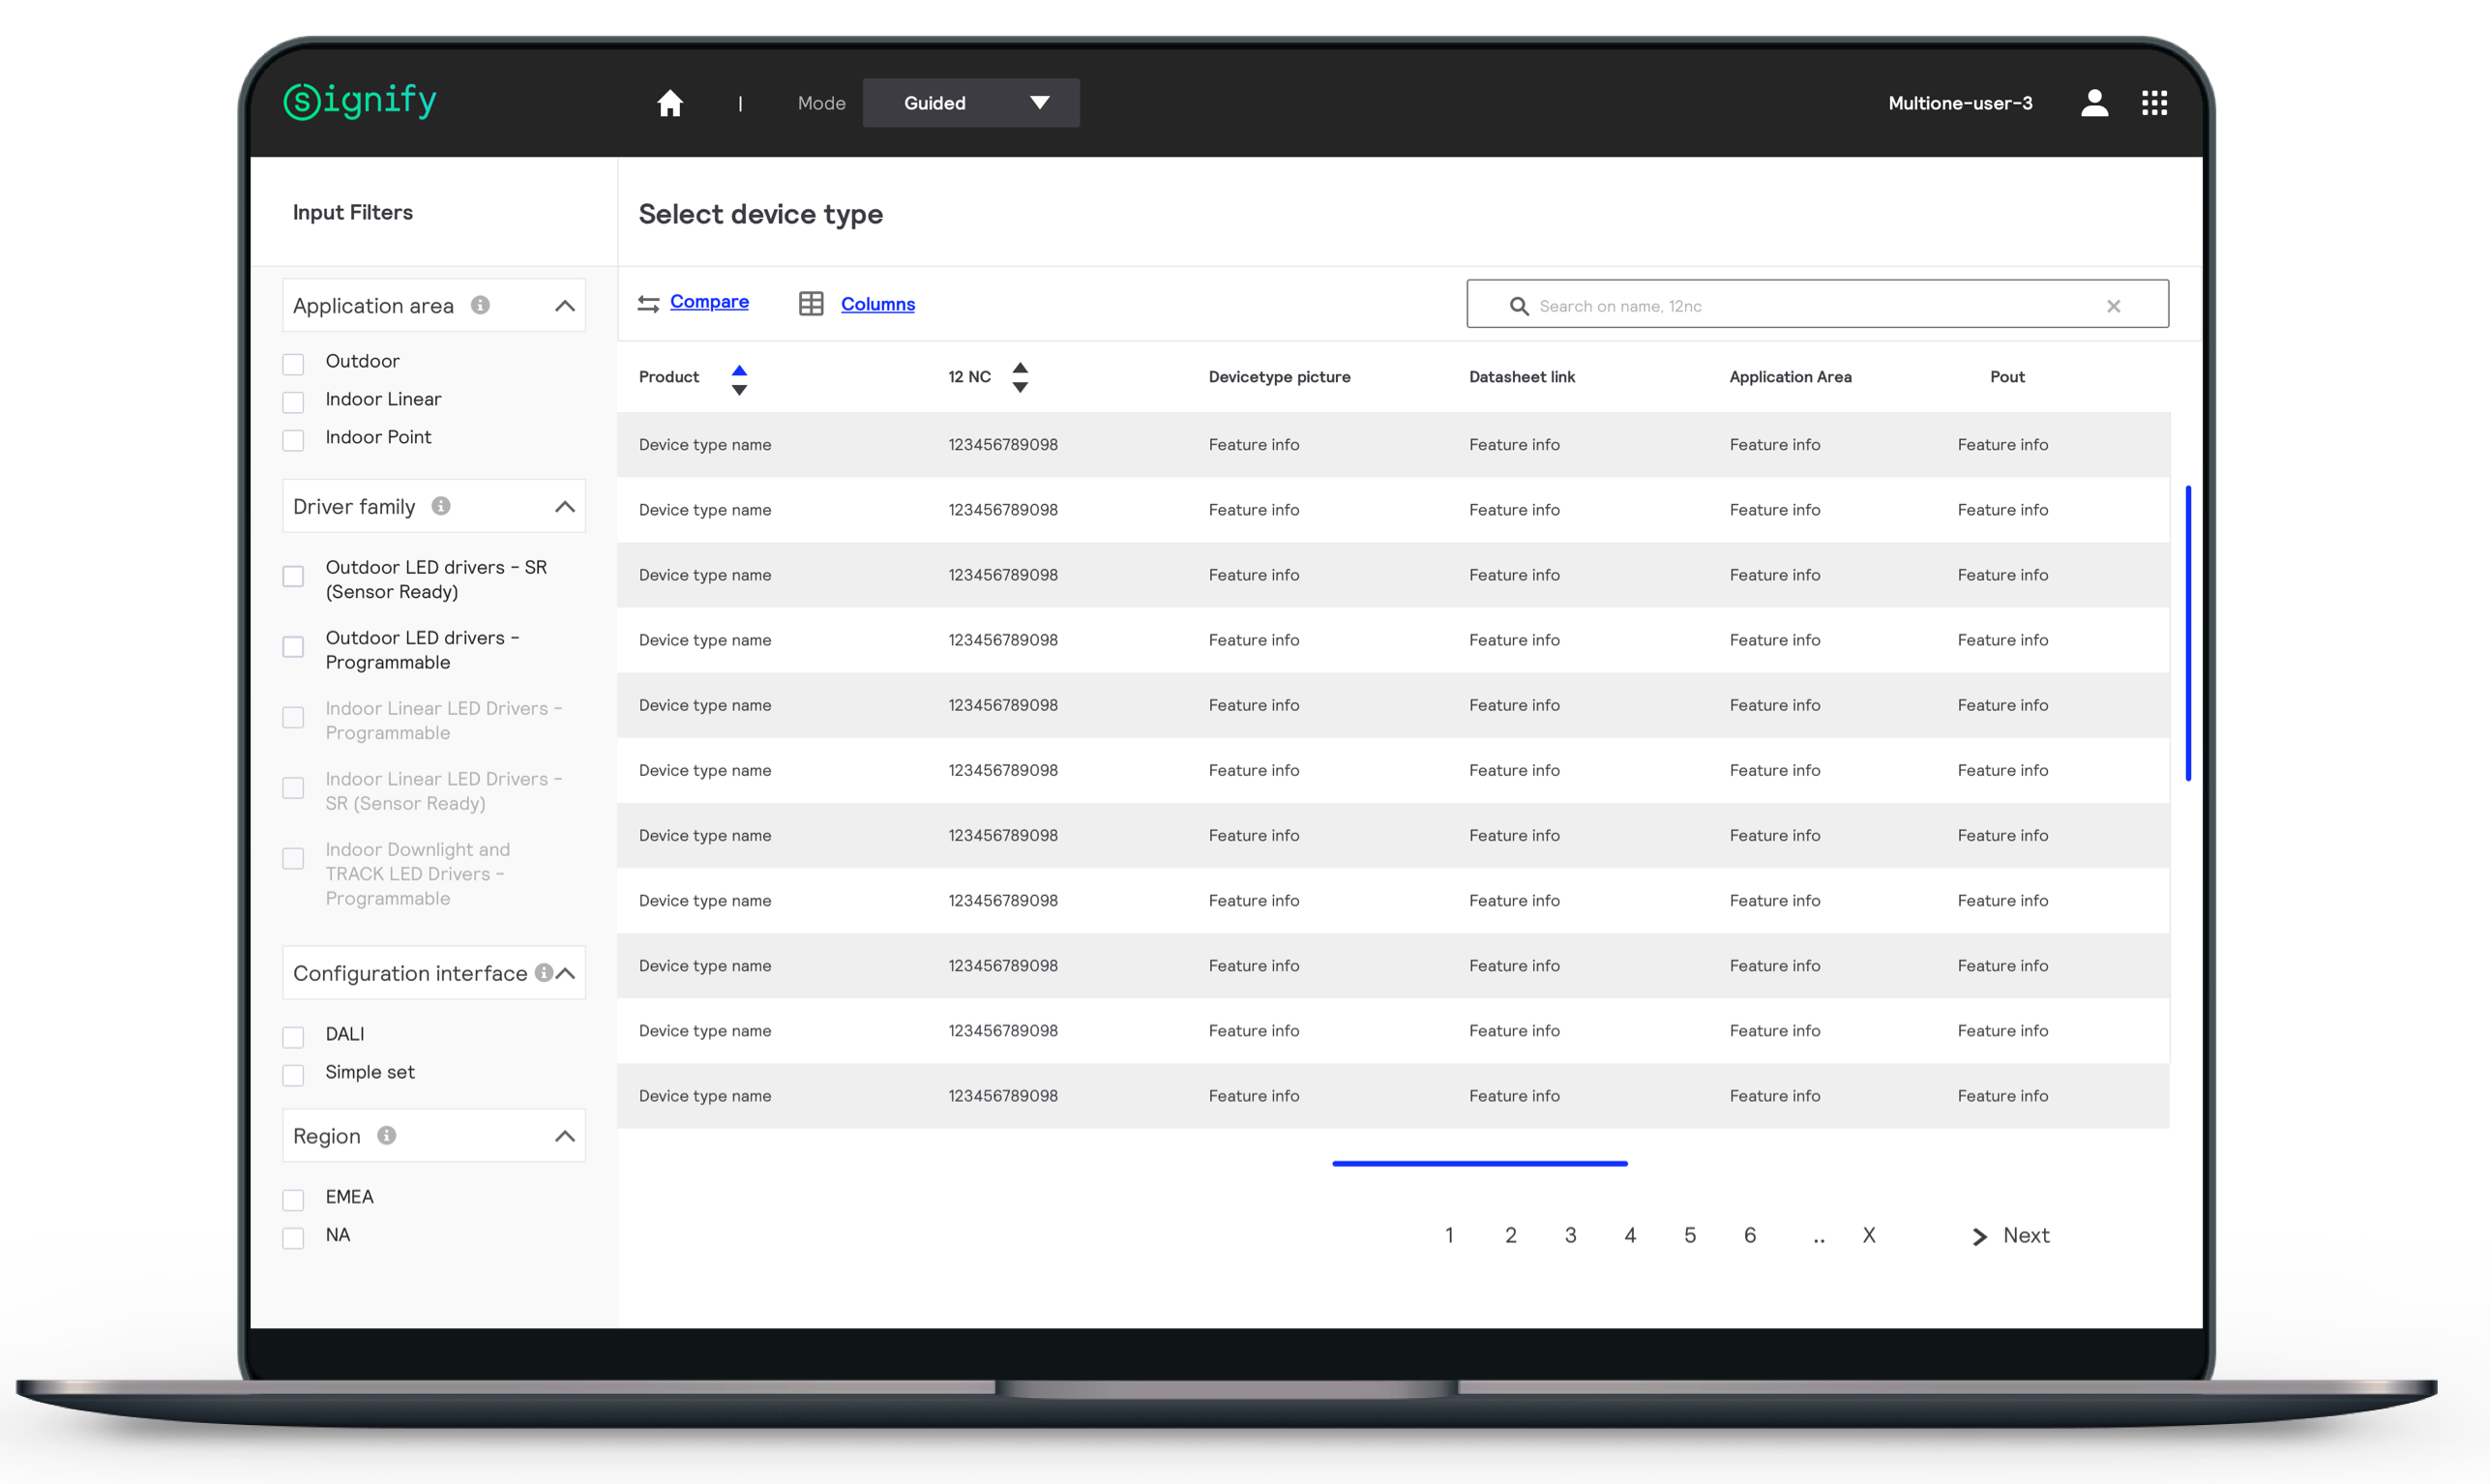 signify
Mode
Guided
Multione-user-3
Input Filters
Application area
Outdoor
Indoor Linear
Indoor Point
Driver family
Outdoor LED drivers - SR
(Sensor Ready)
Outdoor LED drivers -
Programmable
Indoor Linear LED Drivers -
Programmable
Indoor Linear LED Drivers -
SR (Sensor Ready)
Indoor Downlight and
TRACK LED Drivers -
Programmable
Configuration interface
DALI
Simple set
Region
EMEA
NA
Select device type
Compare
Columns
Search on name, 12nc
Product 12 NC Devicetype picture Datasheet link Application Area Pout
Device type name 123456789098 Feature info Feature info Feature info Feature info
Device type name 123456789098 Feature info Feature info Feature info Feature info
Device type name 123456789098 Feature info Feature info Feature info Feature info
Device type name 123456789098 Feature info Feature info Feature info Feature info
Device type name 123456789098 Feature info Feature info Feature info Feature info
Device type name 123456789098 Feature info Feature info Feature info Feature info
Device type name 123456789098 Feature info Feature info Feature info Feature info
Device type name 123456789098 Feature info Feature info Feature info Feature info
Device type name 123456789098 Feature info Feature info Feature info Feature info
Device type name 123456789098 Feature info Feature info Feature info Feature info
Device type name 123456789098 Feature info Feature info Feature info Feature info
1 2 3 4 5 6 .. X Next